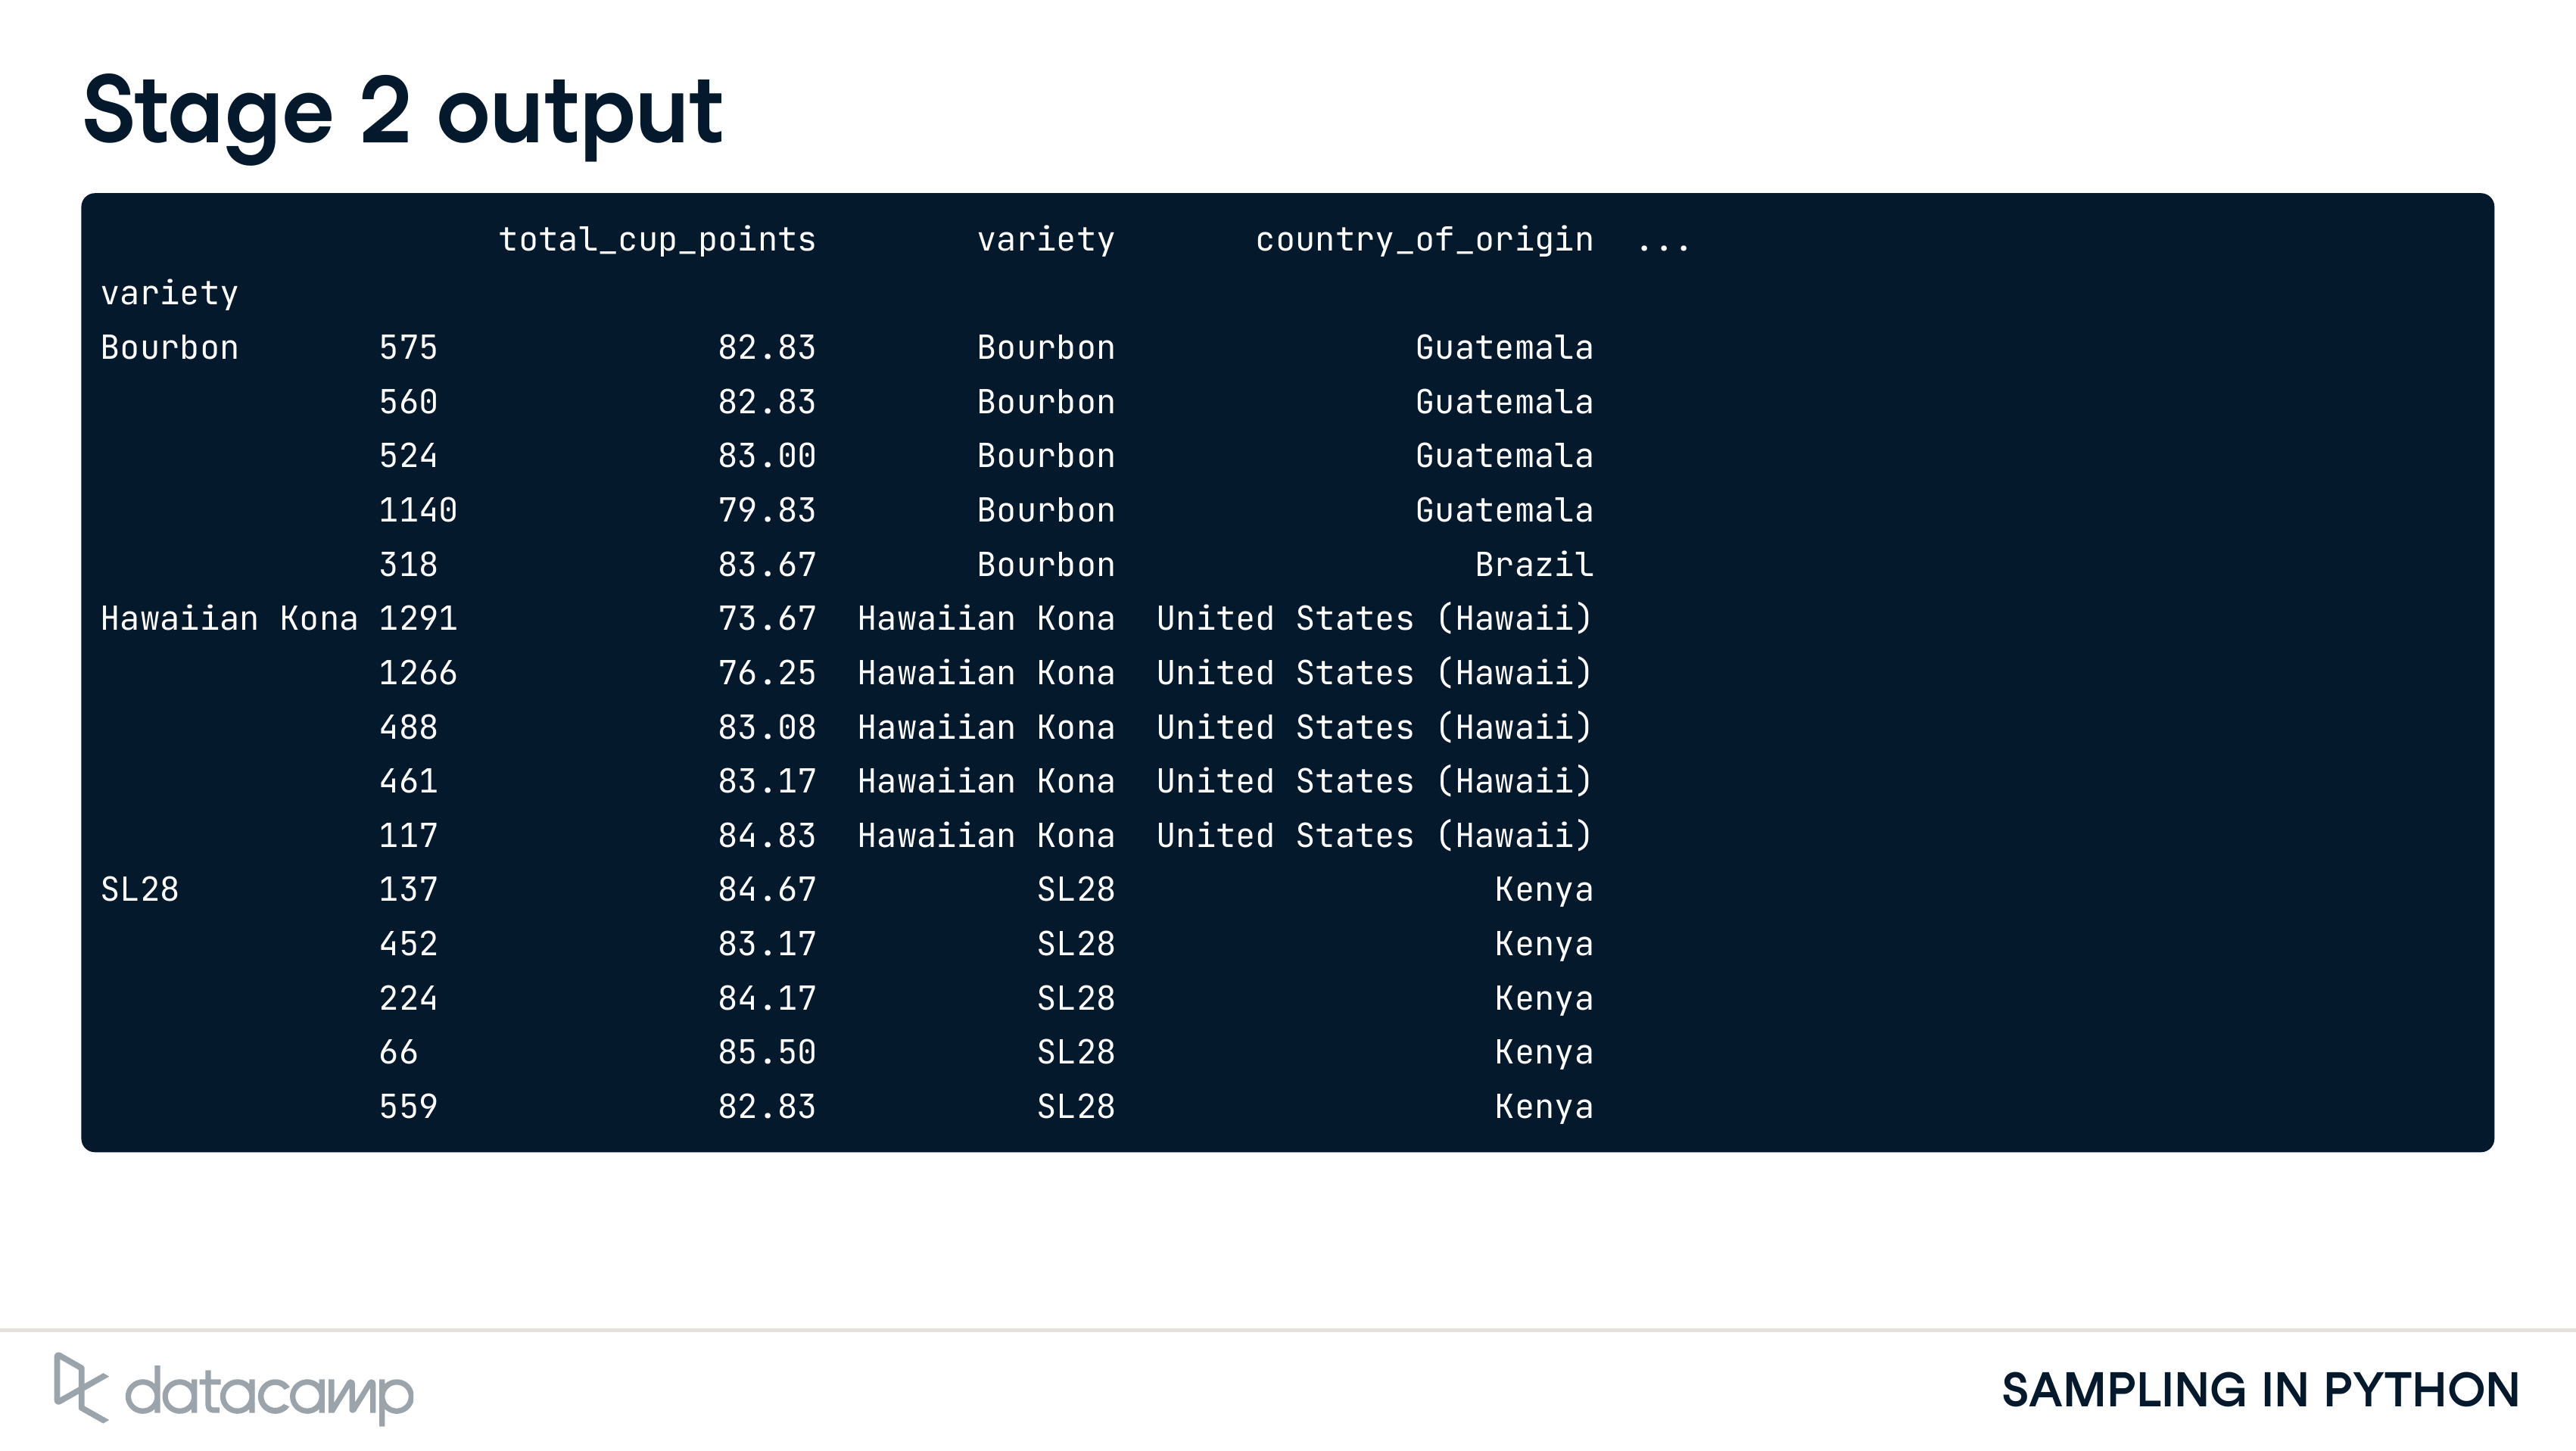 Stage 2 output
total_cup_points variety country_of_origin ...
variety
Bourbon 575 82.83 Bourbon Guatemala
560 82.83 Bourbon Guatemala
524 83.00 Bourbon Guatemala
1140 79.83 Bourbon Guatemala
318 83.67 Bourbon Brazil
Hawaiian Kona 1291 73.67 Hawaiian Kona United States (Hawaii)
1266 76.25 Hawaiian Kona United States (Hawaii)
488 83.08 Hawaiian Kona United States (Hawaii)
461 83.17 Hawaiian Kona United States (Hawaii)
117 84.83 Hawaiian Kona United States (Hawaii)
SL28 137 84.67 SL28 Kenya
452 83.17 SL28 Kenya
224 84.17 SL28 Kenya
66 85.50 SL28 Kenya
559 82.83 SL28 Kenya
datacamp
SAMPLING IN PYTHON